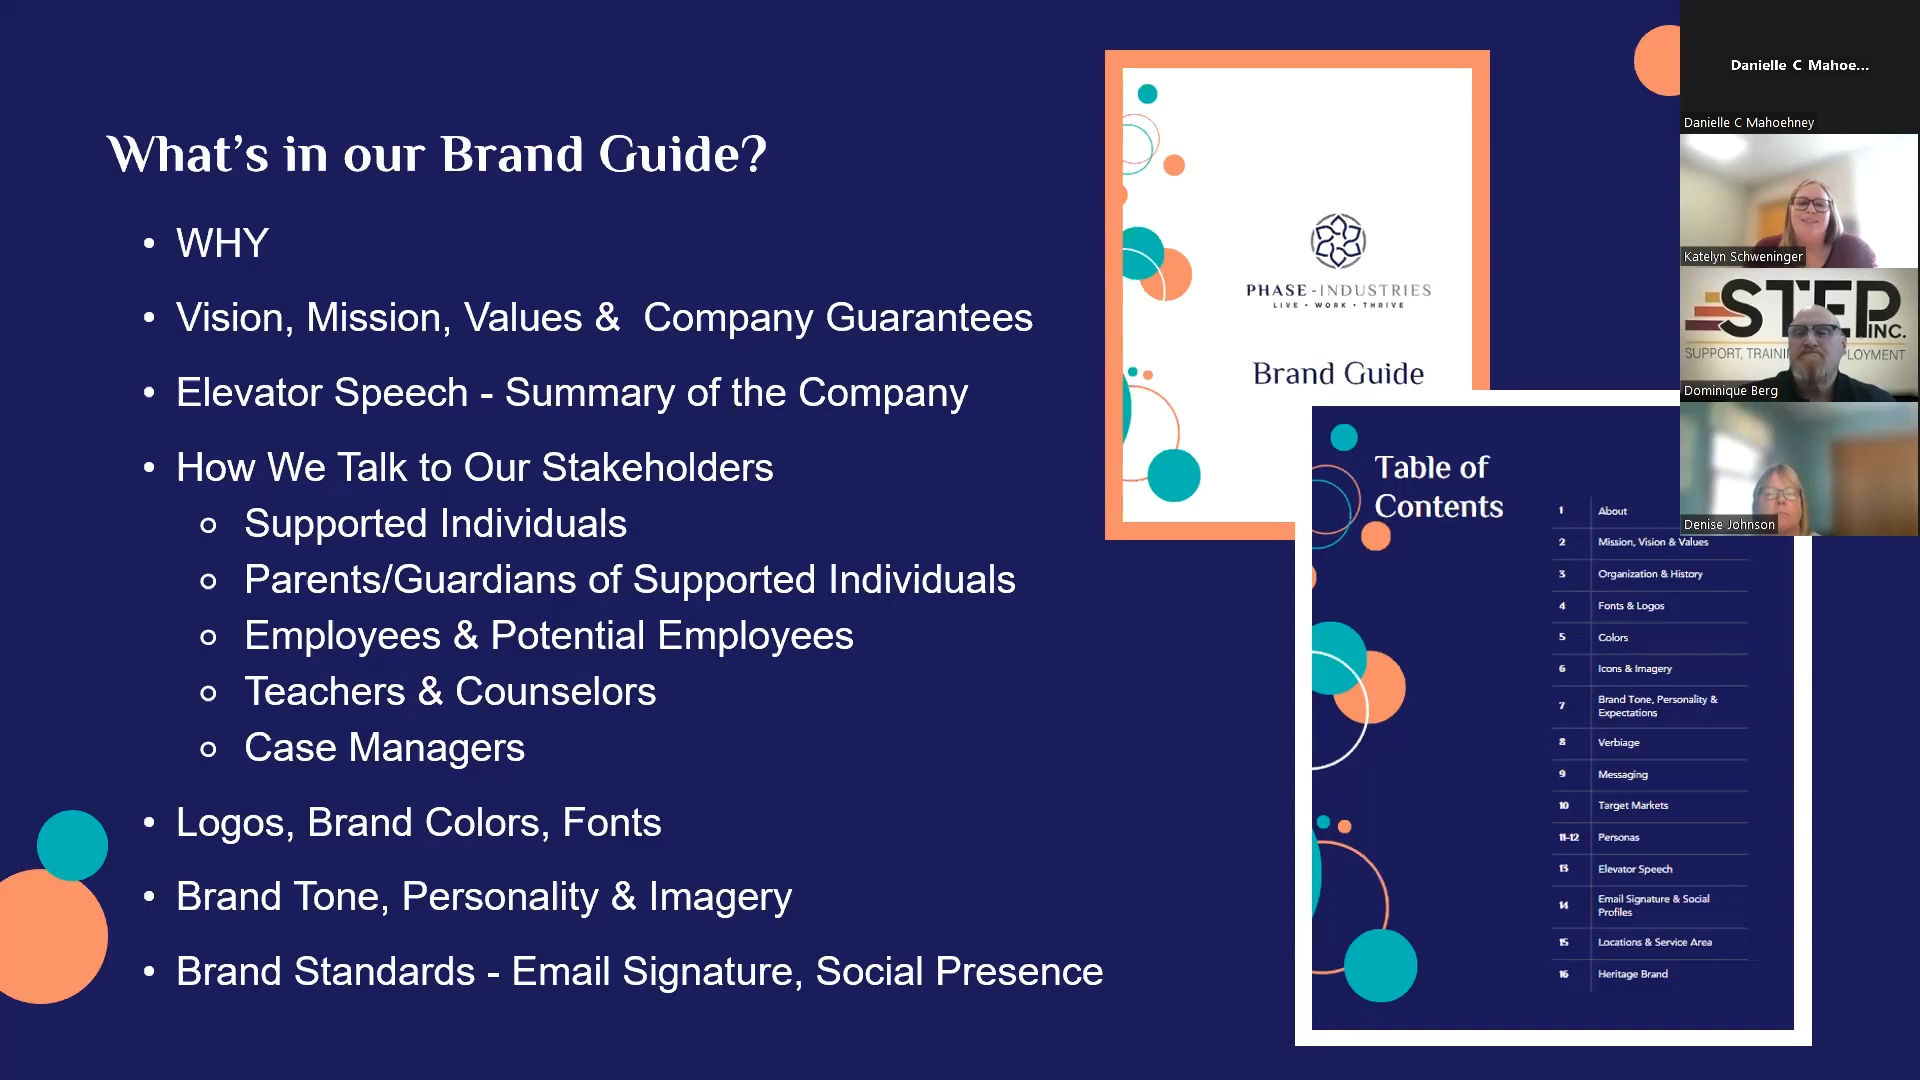 What's in our Brand Guide?
• WHY
• Vision, Mission, Values & Company Guarantees
• Elevator Speech - Summary of the Company
• How We Talk to Our Stakeholders
Supported Individuals
Parents/Guardians of Supported Individuals
Employees & Potential Employees
Teachers & Counselors
Case Managers
• Logos, Brand Colors, Fonts
• Brand Tone, Personality & Imagery
• Brand Standards - Email Signature, Social Presence
PHASE-INDUSTRIES
LIVE • WORK • THRIVE
Brand Guide
Table of
Contents
1 About
2 Mission, Vision & Values
3 Organization & History
4 Fonts & Logos
5 Colors
6 Icons & Imagery
7 Brand Tone, Personality &
Expectations
8 Verbiage
9 Messaging
10 Target Markets
11-12 Personas
13 Elevator Speech
14 Email Signature & Social
Profiles
15 Locations & Service Area
16 Heritage Brand
Danielle C Mahoe...
Danielle C Mahoehney
Katelyn Schweninger
STEP
INC.
SUPPORT,
Dominique Berg
Denise Johnson